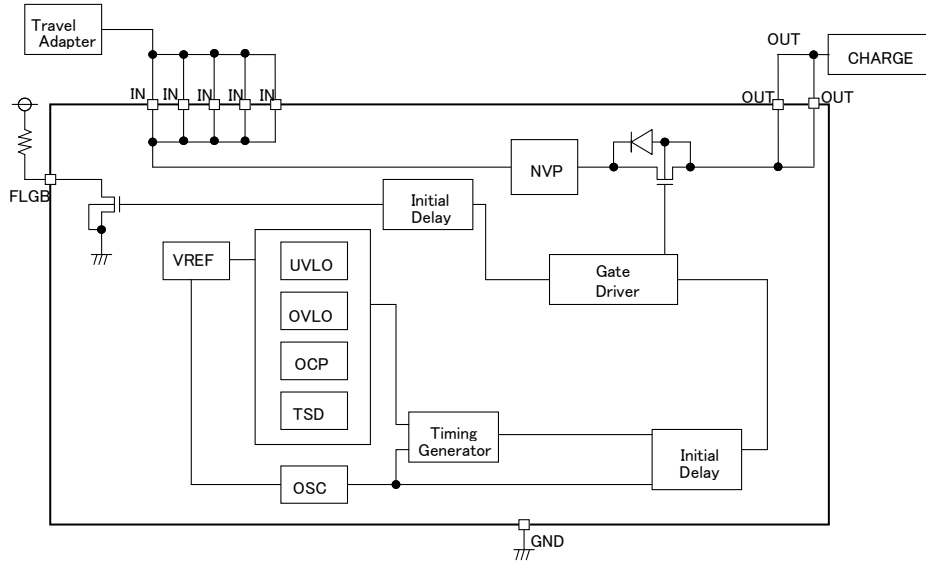 Travel
Adapter
OUT
CHARGE
IN
IN
IN
IN
IN
OUT
OUT
NVP
FLGB
Initial
Delay
VREF
UVLO
Gate
Driver
OVLO
OCP
TSD
Timing
Generator
Initial
Delay
OSC
GND